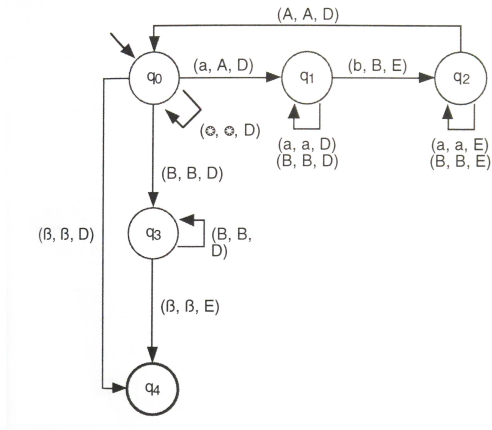 (A, A, D)
q0
(a, A, D)
q1
(b, B, E)
q2
(✪, ✪, D)
(a, a, D)
(B, B, D)
(a, a, E)
(B, B, E)
(B, B, D)
(ß, ß, D)
q3
(B, B,
D)
(ß, ß, E)
q4